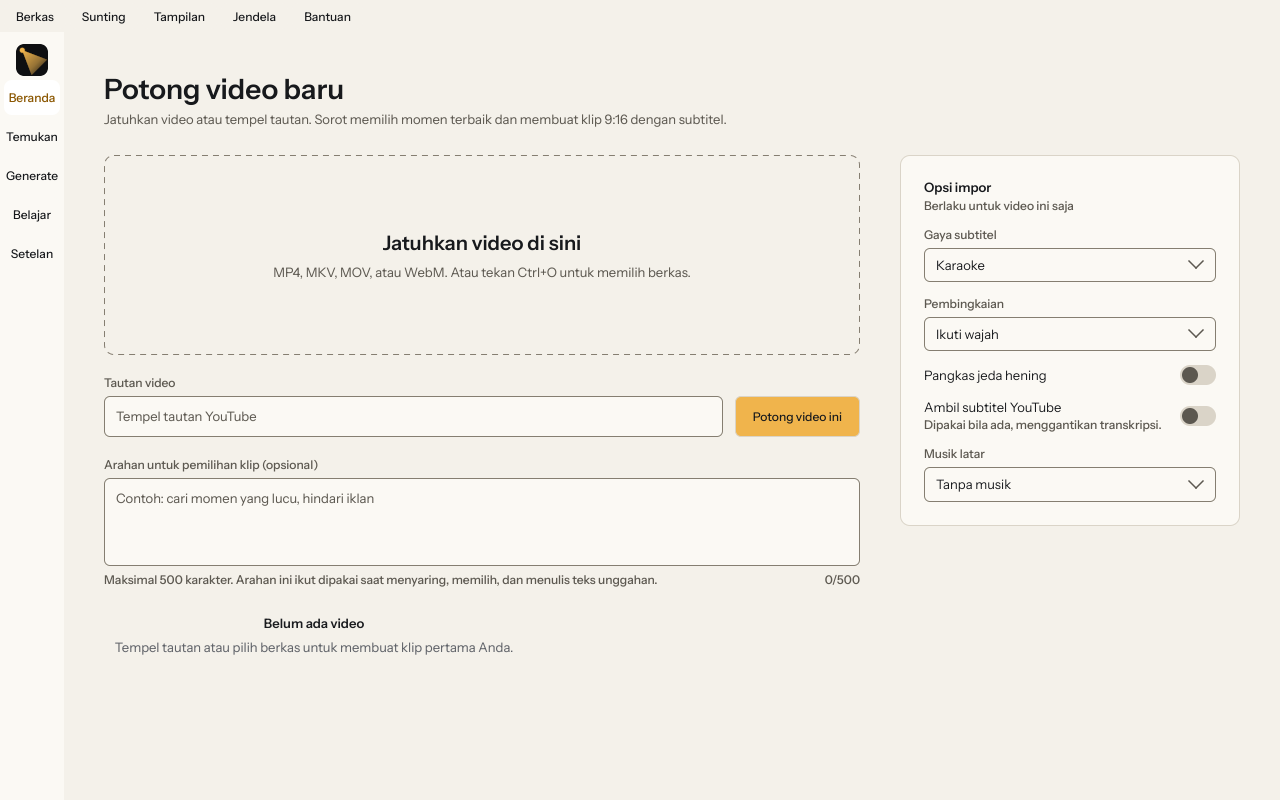 Berkas
Sunting
Tampilan
Jendela
Bantuan
Beranda
Temukan
Generate
Belajar
Setelan
Potong video baru
Jatuhkan video atau tempel tautan. Sorot memilih momen terbaik dan membuat klip 9:16 dengan subtitel.
Jatuhkan video di sini
MP4, MKV, MOV, atau WebM. Atau tekan Ctrl+O untuk memilih berkas.
Tautan video
Tempel tautan YouTube
Potong video ini
Arahan untuk pemilihan klip (opsional)
Contoh: cari momen yang lucu, hindari iklan
Maksimal 500 karakter. Arahan ini ikut dipakai saat menyaring, memilih, dan menulis teks unggahan.
0/500
Belum ada video
Tempel tautan atau pilih berkas untuk membuat klip pertama Anda.
Opsi impor
Berlaku untuk video ini saja
Gaya subtitel
Karaoke
Pembingkaian
Ikuti wajah
Pangkas jeda hening
Ambil subtitel YouTube
Dipakai bila ada, menggantikan transkripsi.
Musik latar
Tanpa musik